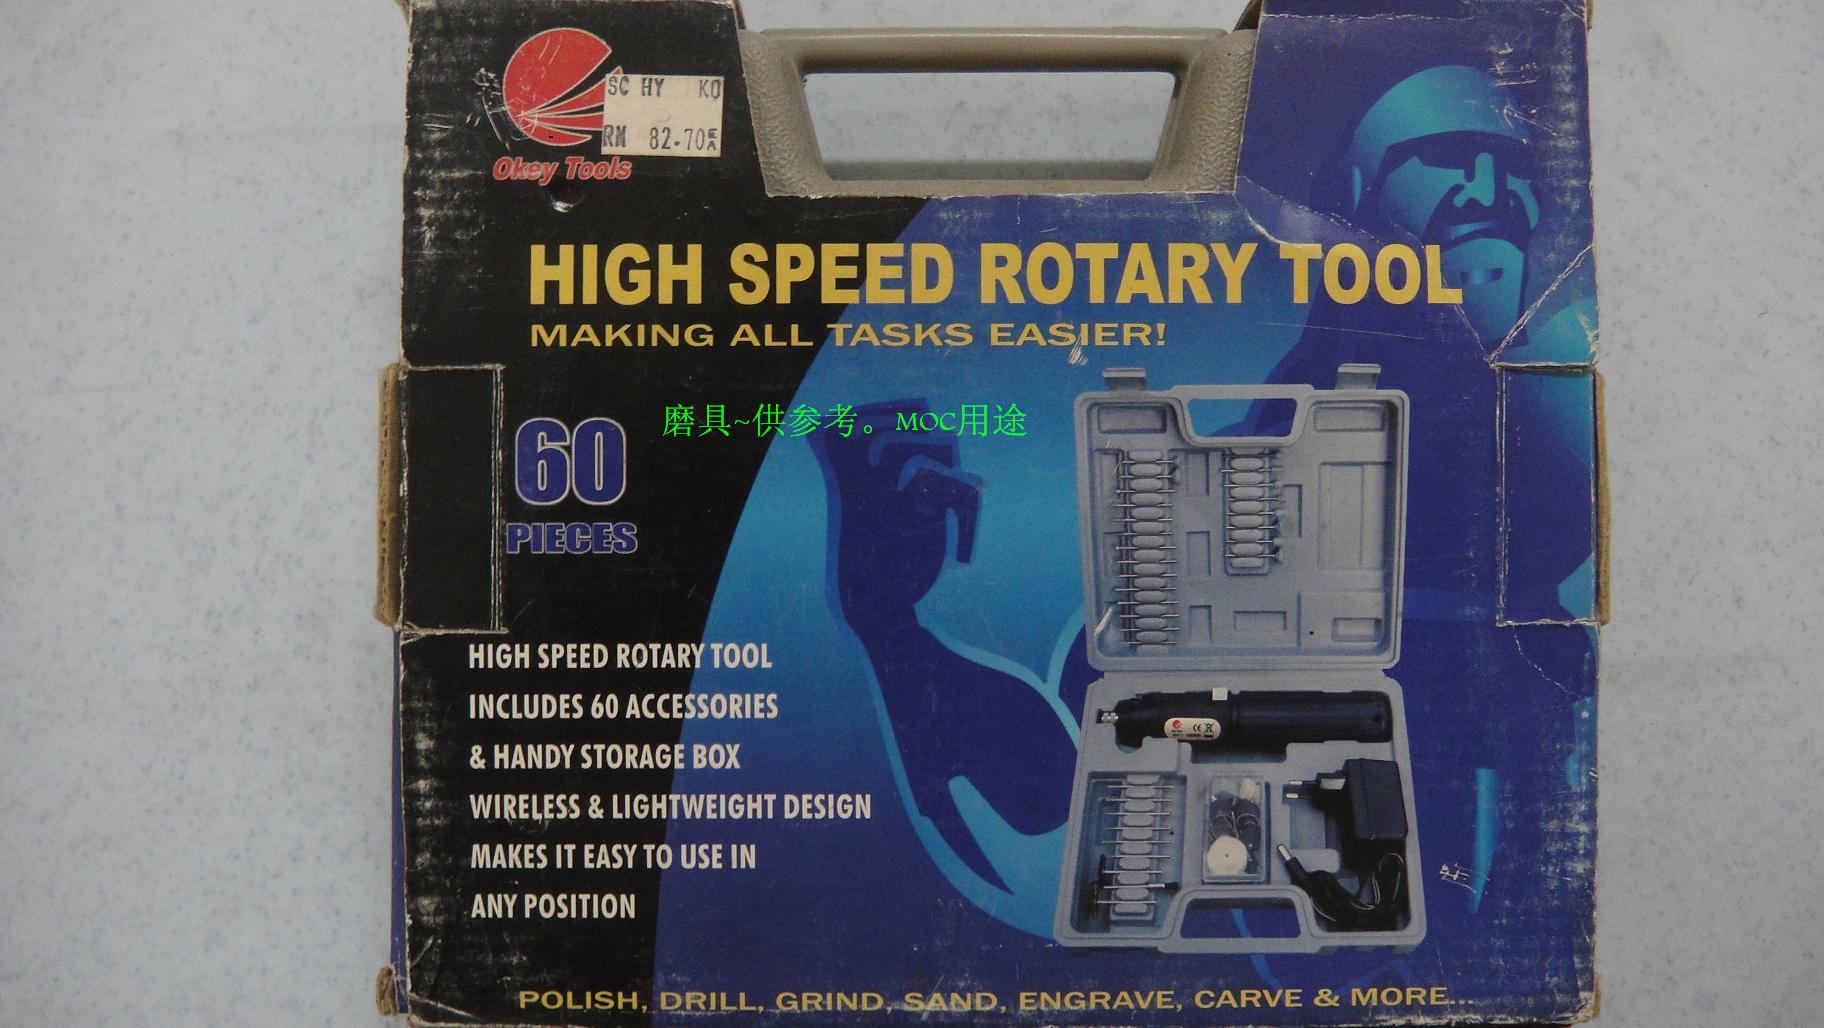 SC HY KO
RM 82-70 EA
Okey Tools
HIGH SPEED ROTARY TOOL
MAKING ALL TASKS EASIER!
磨具~供参考。MOC用途
60
PIECES
HIGH SPEED ROTARY TOOL
INCLUDES 60 ACCESSORIES
& HANDY STORAGE BOX
WIRELESS & LIGHTWEIGHT DESIGN
MAKES IT EASY TO USE IN
ANY POSITION
CE
POLISH, DRILL, GRIND, SAND, ENGRAVE, CARVE & MORE...